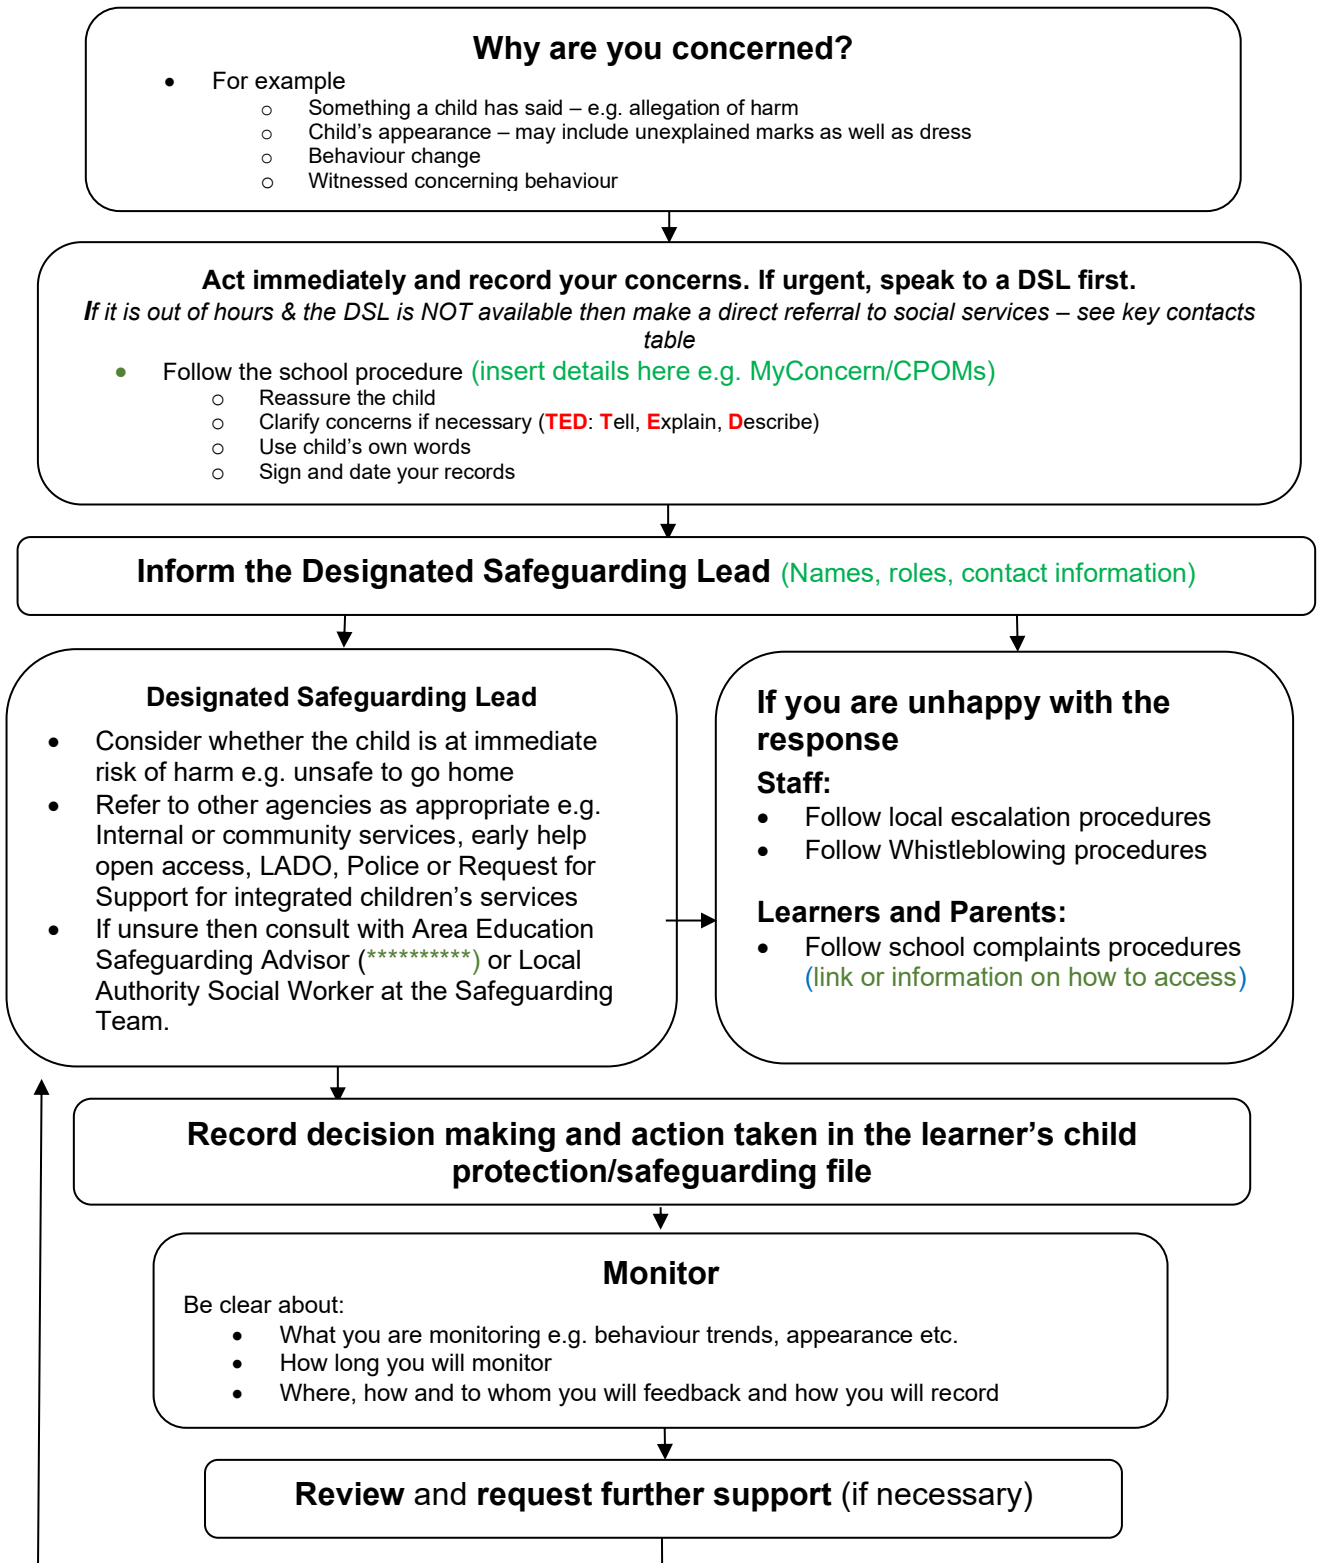 Why are you concerned?
• For example
o Something a child has said – e.g. allegation of harm
o Child's appearance – may include unexplained marks as well as dress
o Behaviour change
o Witnessed concerning behaviour
Act immediately and record your concerns. If urgent, speak to a DSL first.
If it is out of hours & the DSL is NOT available then make a direct referral to social services – see key contacts
table
• Follow the school procedure (insert details here e.g. MyConcern/CPOMs)
o Reassure the child
o Clarify concerns if necessary (TED: Tell, Explain, Describe)
o Use child's own words
o Sign and date your records
Inform the Designated Safeguarding Lead (Names, roles, contact information)
Designated Safeguarding Lead
• Consider whether the child is at immediate
risk of harm e.g. unsafe to go home
• Refer to other agencies as appropriate e.g.
Internal or community services, early help
open access, LADO, Police or Request for
Support for integrated children's services
• If unsure then consult with Area Education
Safeguarding Advisor (**********) or Local
Authority Social Worker at the Safeguarding
Team.
If you are unhappy with the
response
Staff:
• Follow local escalation procedures
• Follow Whistleblowing procedures
Learners and Parents:
• Follow school complaints procedures
(link or information on how to access)
Record decision making and action taken in the learner's child
protection/safeguarding file
Monitor
Be clear about:
• What you are monitoring e.g. behaviour trends, appearance etc.
• How long you will monitor
• Where, how and to whom you will feedback and how you will record
Review and request further support (if necessary)